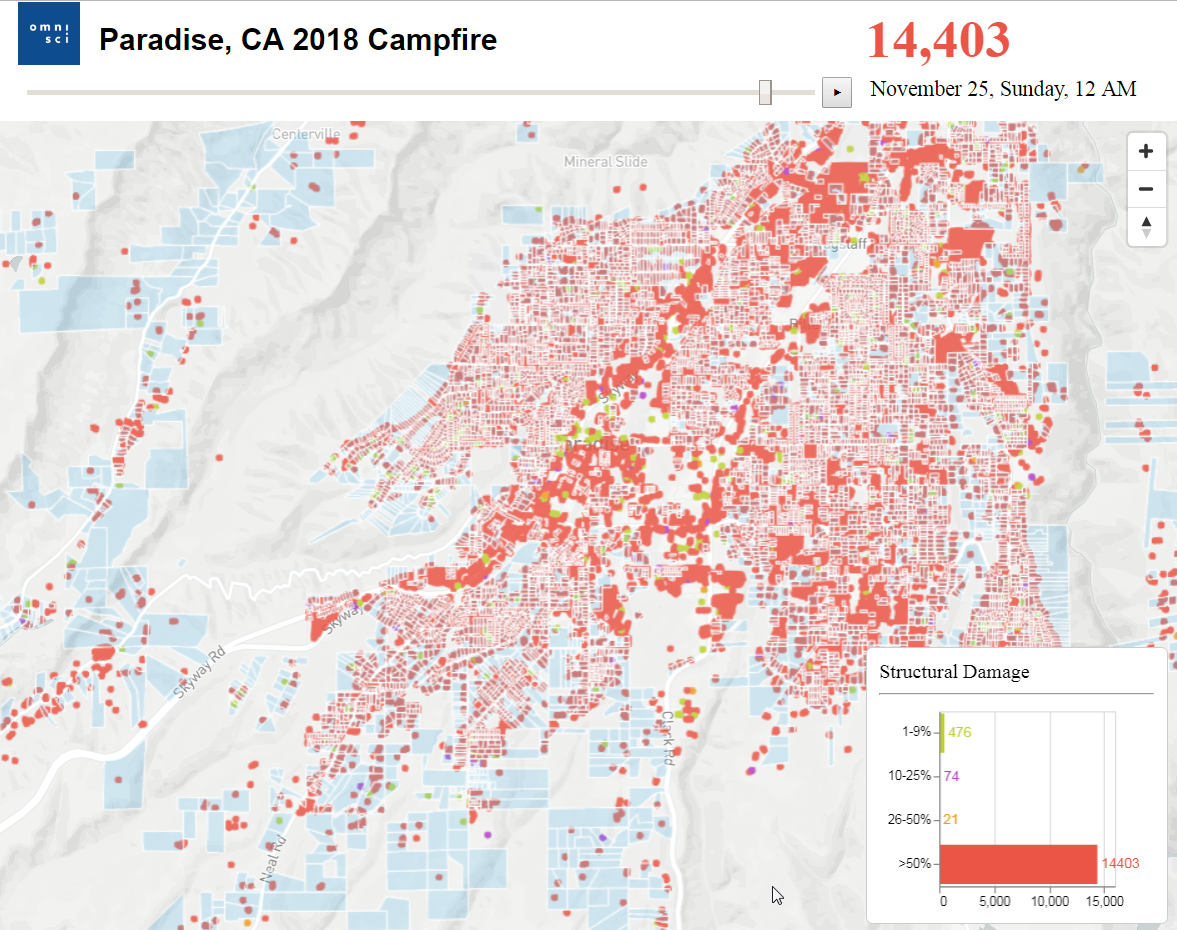 omni
sci
Paradise, CA 2018 Campfire
14,403
November 25, Sunday, 12 AM
Centerville
Mineral Slide
Skyway
Skyway Rd
Clark Rd
Neal Rd
Structural Damage
1-9% 476
10-25% 74
26-50% 21
>50% 14403
0 5,000 10,000 15,000